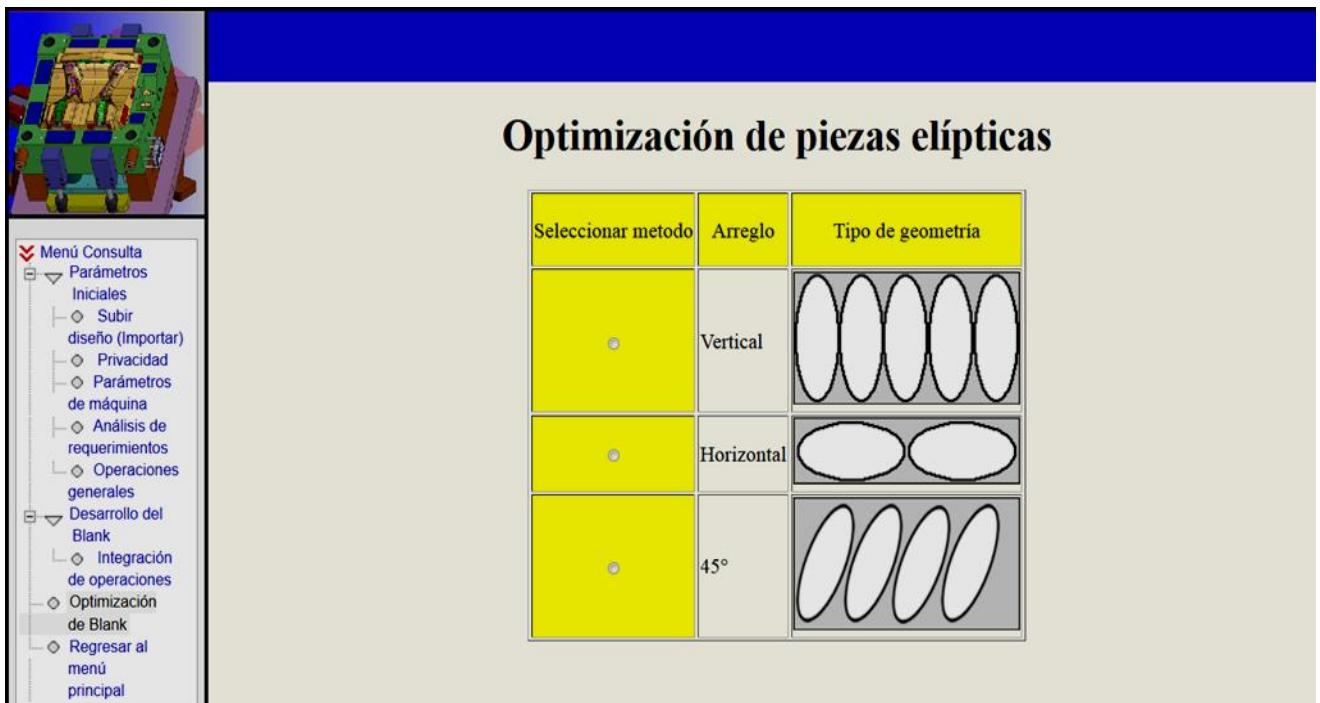 Optimización de piezas elípticas
Seleccionar metodo Arreglo Tipo de geometría
Vertical
Horizontal
45°
Menú Consulta
Parámetros
Iniciales
Subir
diseño (Importar)
Privacidad
Parámetros
de máquina
Análisis de
requerimientos
Operaciones
generales
Desarrollo del
Blank
Integración
de operaciones
Optimización
de Blank
Regresar al
menú
principal